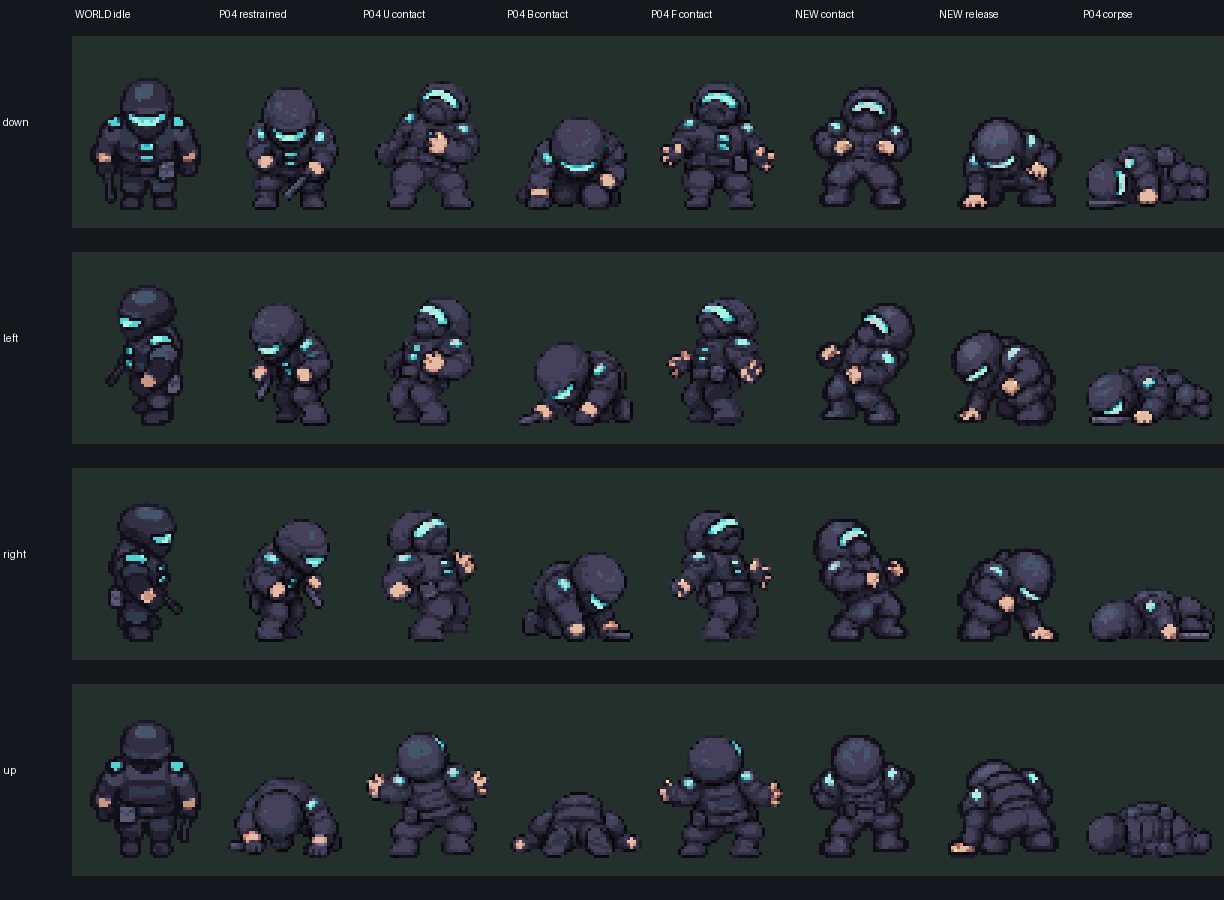 WORLD idle P04 restrained P04 U contact P04 B contact P04 F contact NEW contact NEW release P04 corpse
down
left
right
up